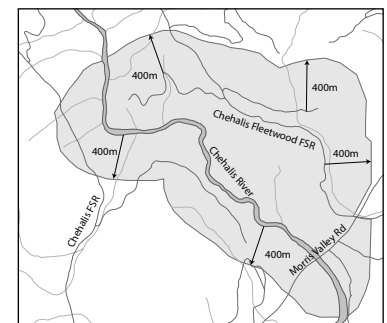 400m
400m
Chehalis Fleetwood FSR
400m
400m
Chehalis River
Chehalis FSR
400m
Morris Valley Rd